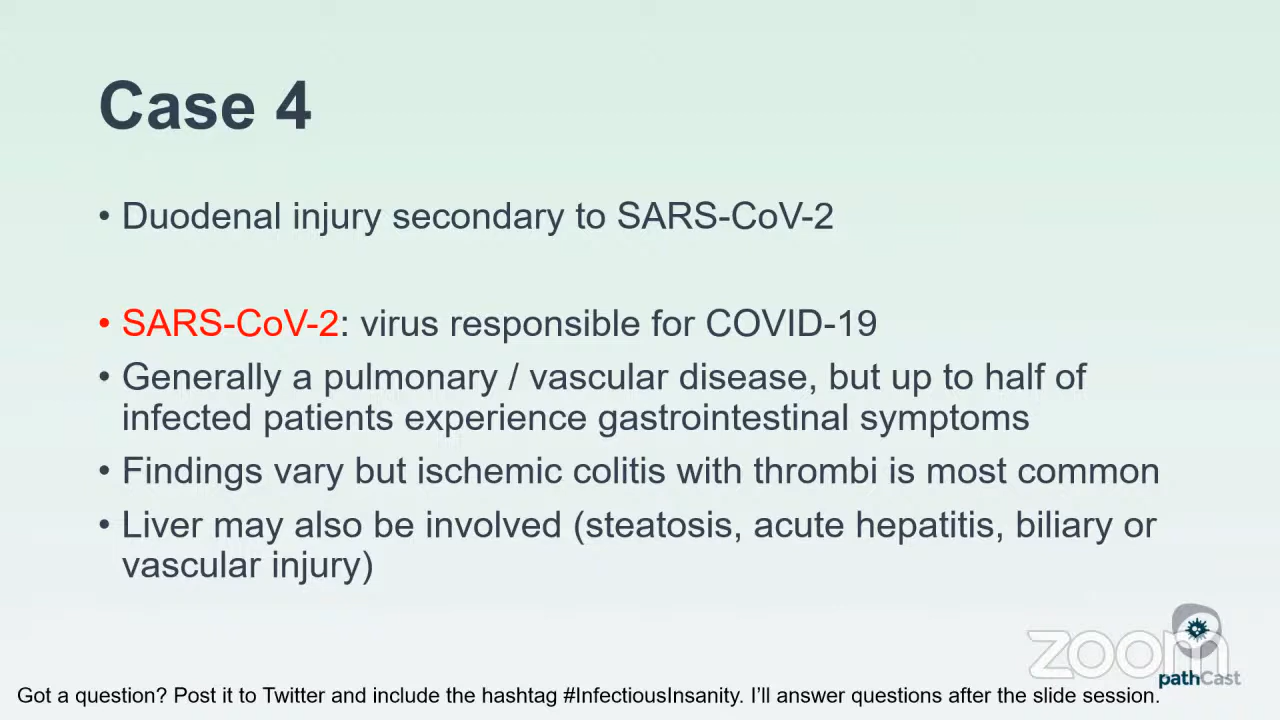 Case 4
• Duodenal injury secondary to SARS-CoV-2
• SARS-CoV-2: virus responsible for COVID-19
• Generally a pulmonary / vascular disease, but up to half of
infected patients experience gastrointestinal symptoms
• Findings vary but ischemic colitis with thrombi is most common
• Liver may also be involved (steatosis, acute hepatitis, biliary or
vascular injury)
zoom
pathCast
Got a question? Post it to Twitter and include the hashtag #InfectiousInsanity. I’ll answer questions after the slide session.